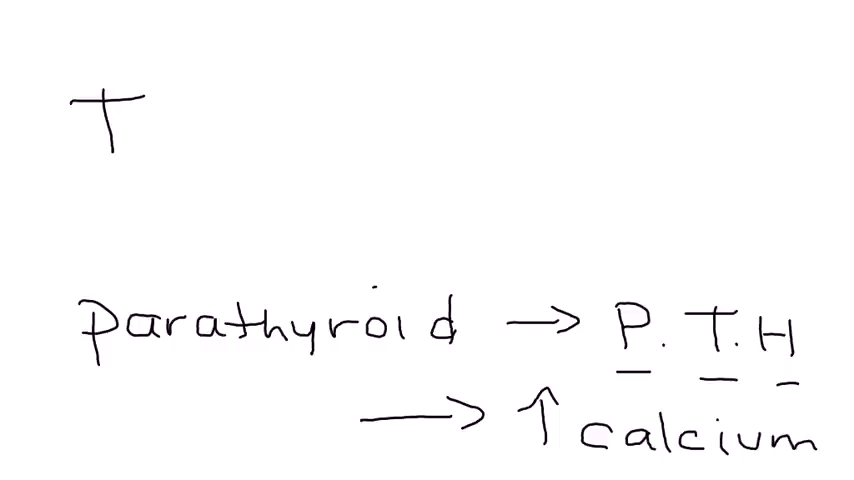 T
parathyroid → P.T.H
→ ↑ calcium